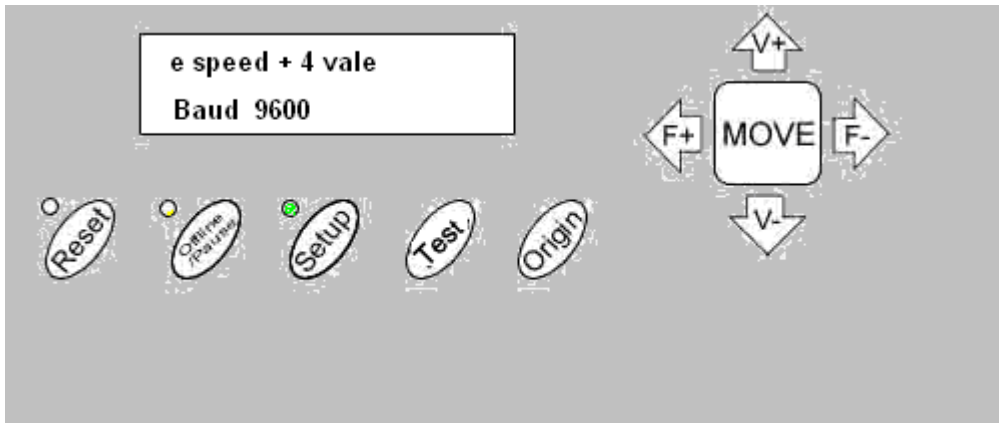 e speed + 4 vale
Baud 9600
V+
F+
MOVE
F-
V-
Reset
Offline
/Pause
Setup
Test
Origin